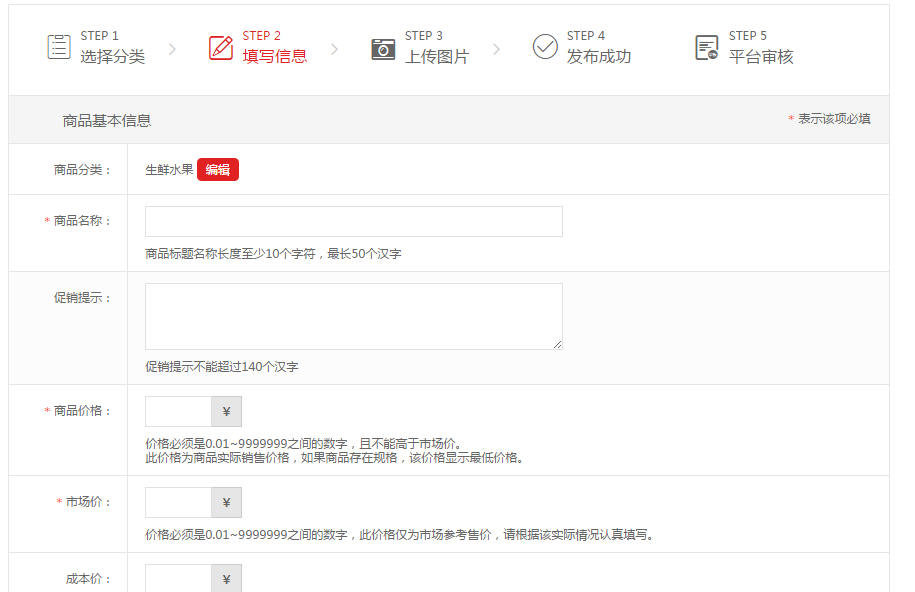 STEP 1
选择分类
STEP 2
填写信息
STEP 3
上传图片
STEP 4
发布成功
STEP 5
平台审核
商品基本信息
* 表示该项必填
商品分类：
生鲜水果 编辑
* 商品名称：
商品标题名称长度至少10个字符，最长50个汉字
促销提示：
促销提示不能超过140个汉字
* 商品价格：
¥
价格必须是0.01~9999999之间的数字，且不能高于市场价。
此价格为商品实际销售价格，如果商品存在规格，该价格显示最低价格。
* 市场价：
¥
价格必须是0.01~9999999之间的数字，此价格仅为市场参考售价，请根据该实际情况认真填写。
成本价：
¥